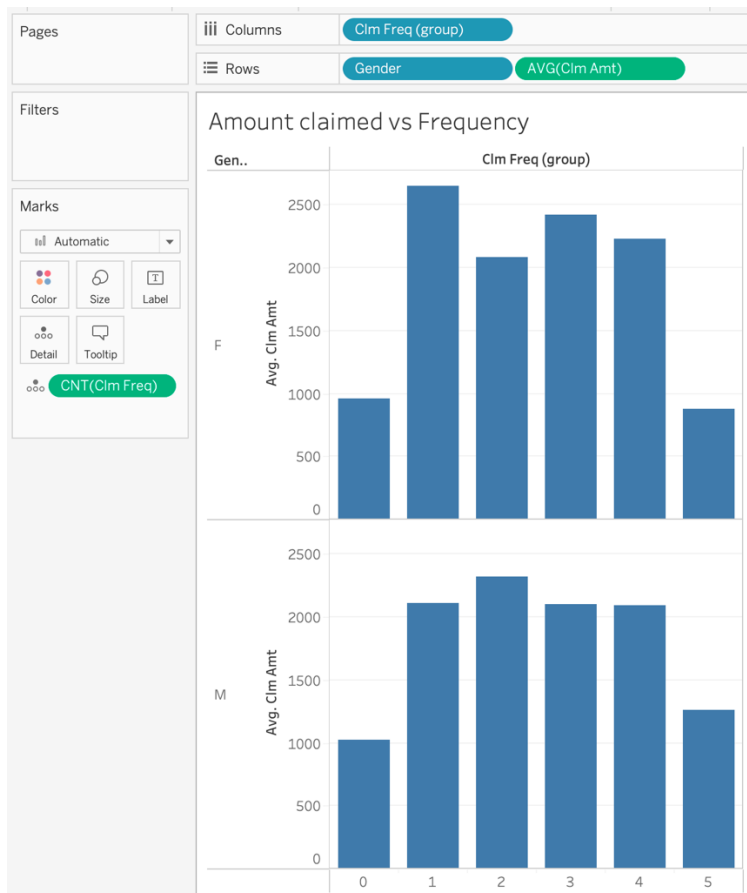 Pages
Columns
Clm Freq (group)
Rows
Gender
AVG(Clm Amt)
Filters
Marks
Automatic
Color
Size
T
Label
Detail
Tooltip
CNT(Clm Freq)
Amount claimed vs Frequency
Gen..
Clm Freq (group)
F
Avg. Clm Amt
2500
2000
1500
1000
500
0
M
Avg. Clm Amt
2500
2000
1500
1000
500
0
0 1 2 3 4 5